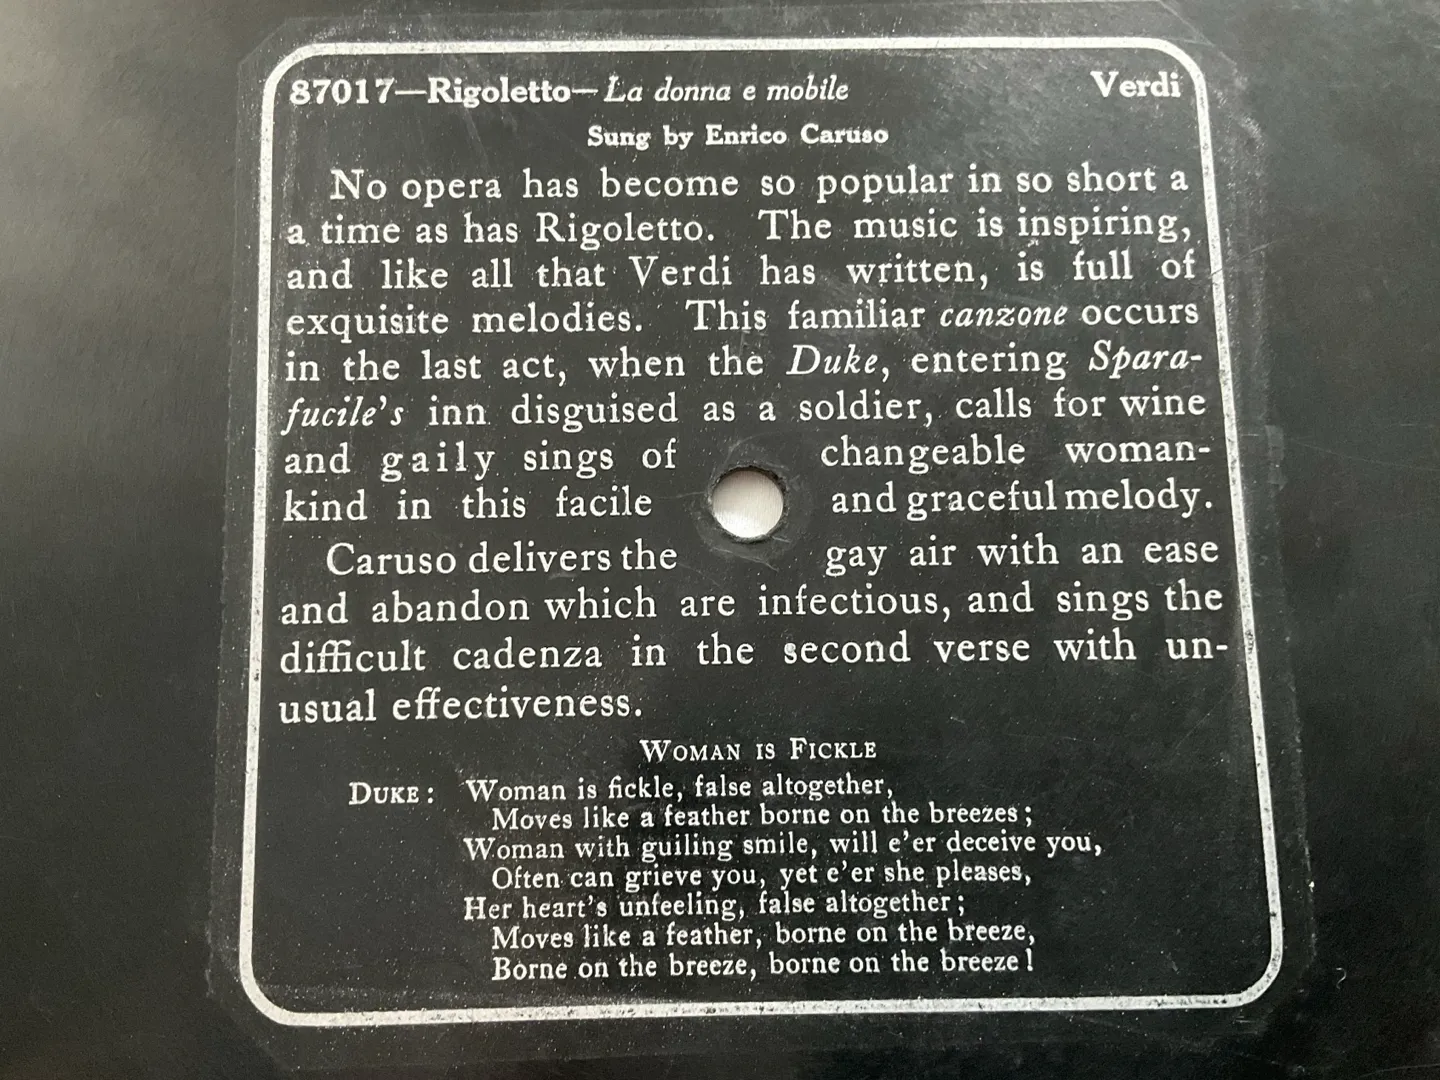 87017—Rigoletto—La donna e mobile Verdi
Sung by Enrico Caruso
No opera has become so popular in so short a
a time as has Rigoletto. The music is inspiring,
and like all that Verdi has written, is full of
exquisite melodies. This familiar canzone occurs
in the last act, when the Duke, entering Spara-
fucile's inn disguised as a soldier, calls for wine
and gaily sings of changeable woman-
kind in this facile and graceful melody.
Caruso delivers the gay air with an ease
and abandon which are infectious, and sings the
difficult cadenza in the second verse with un-
usual effectiveness.
WOMAN IS FICKLE
DUKE: Woman is fickle, false altogether,
Moves like a feather borne on the breezes;
Woman with guiling smile, will e'er deceive you,
Often can grieve you, yet e'er she pleases,
Her heart's unfeeling, false altogether;
Moves like a feather, borne on the breeze,
Borne on the breeze, borne on the breeze!